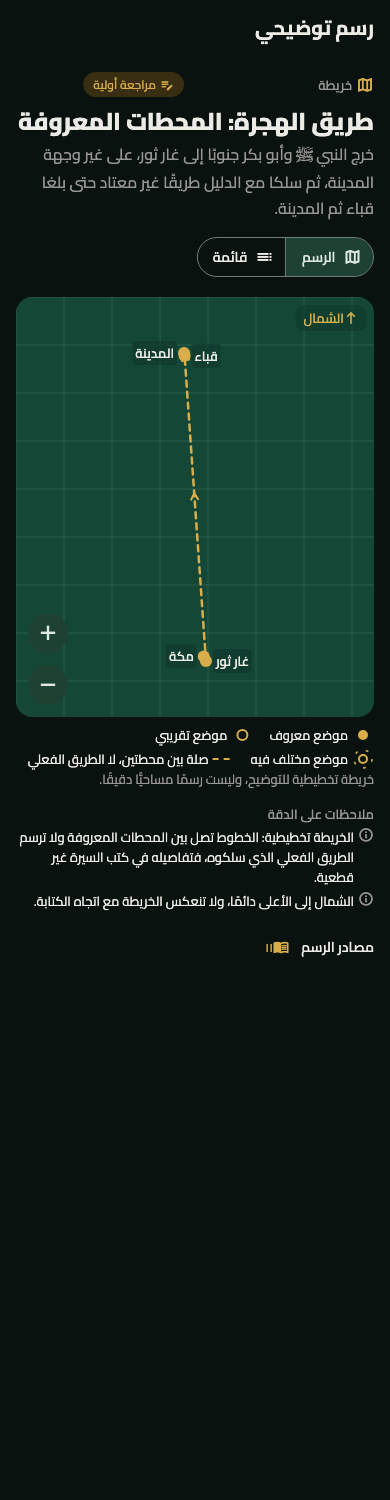 رسم توضيحي
خريطة
مراجعة أولية
طريق الهجرة: المحطات المعروفة
خرج النبي ﷺ وأبو بكر جنوبًا إلى غار ثور، على غير وجهة
المدينة، ثم سلكا مع الدليل طريقًا غير معتاد حتى بلغا
قباء ثم المدينة.
الرسم
قائمة
الشمال
قباء
المدينة
مكة
غار ثور
+
−
موضع معروف
موضع تقريبي
موضع مختلف فيه
صلة بين محطتين، لا الطريق الفعلي
خريطة تخطيطية للتوضيح، وليست رسمًا مساحيًّا دقيقًا.
ملاحظات على الدقة
الخريطة تخطيطية: الخطوط تصل بين المحطات المعروفة ولا ترسم
الطريق الفعلي الذي سلكوه، فتفاصيله في كتب السيرة غير
قطعية.
الشمال إلى الأعلى دائمًا، ولا تنعكس الخريطة مع اتجاه الكتابة.
مصادر الرسم